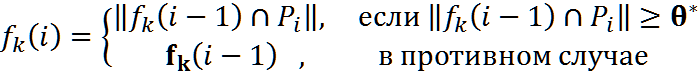 f_k(i) = { ‖f_k(i − 1) ∩ P_i‖, если ‖f_k(i − 1) ∩ P_i‖ ≥ θ*
f_k(i − 1) , в противном случае